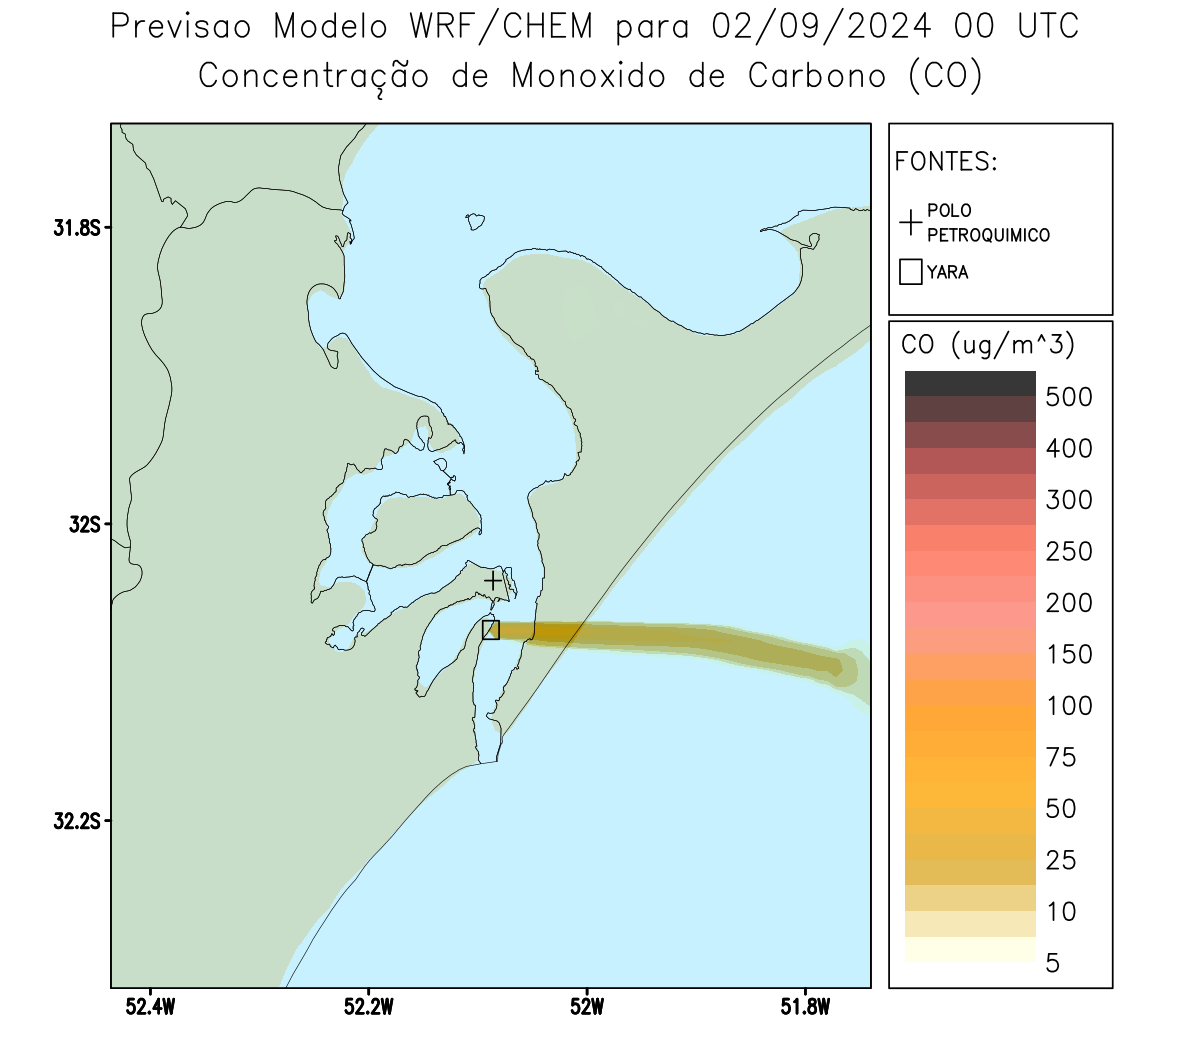 Previsao Modelo WRF/CHEM para 02/09/2024 00 UTC
Concentração de Monoxido de Carbono (CO)
FONTES:
POLO
PETROQUIMICO
YARA
CO (ug/m^3)
500
400
300
250
200
150
100
75
50
25
10
5
31.8S
32S
32.2S
52.4W
52.2W
52W
51.8W